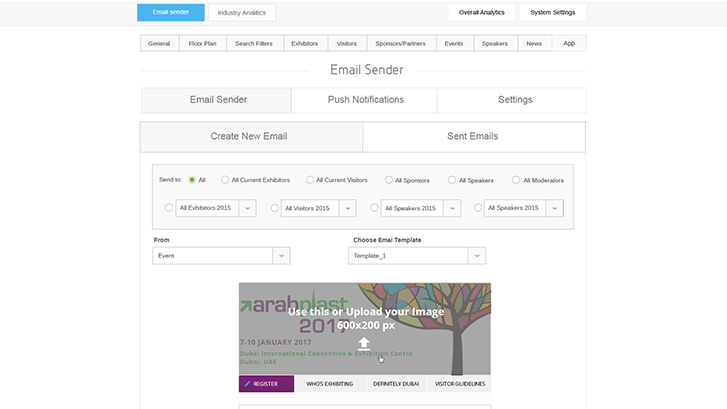 Email sender Industry Analitics Overall Analytics System Settings
General Floor Plan Search Filters Exhibitors Visitors Sponsors/Partners Events Speakers News App
Email Sender
Email Sender Push Notifications Settings
Create New Email Sent Emails
Send to: All All Current Exhibitors All Current Visitors All Sponsors All Speakers All Moderators
All Exhibitors 2015 All Visitors 2015 All Speakers 2015 All Speakers 2015
From Choose Emai Template
Event Template_1
arabplast
Use this or Upload your Image
2017
600x200 px
7-10 JANUARY 2017
Dubai International Convention & Exhibition Centre
Dubai, UAE
REGISTER WHO'S EXHIBITING DEFINITELY DUBAI VISITOR GUIDELINES